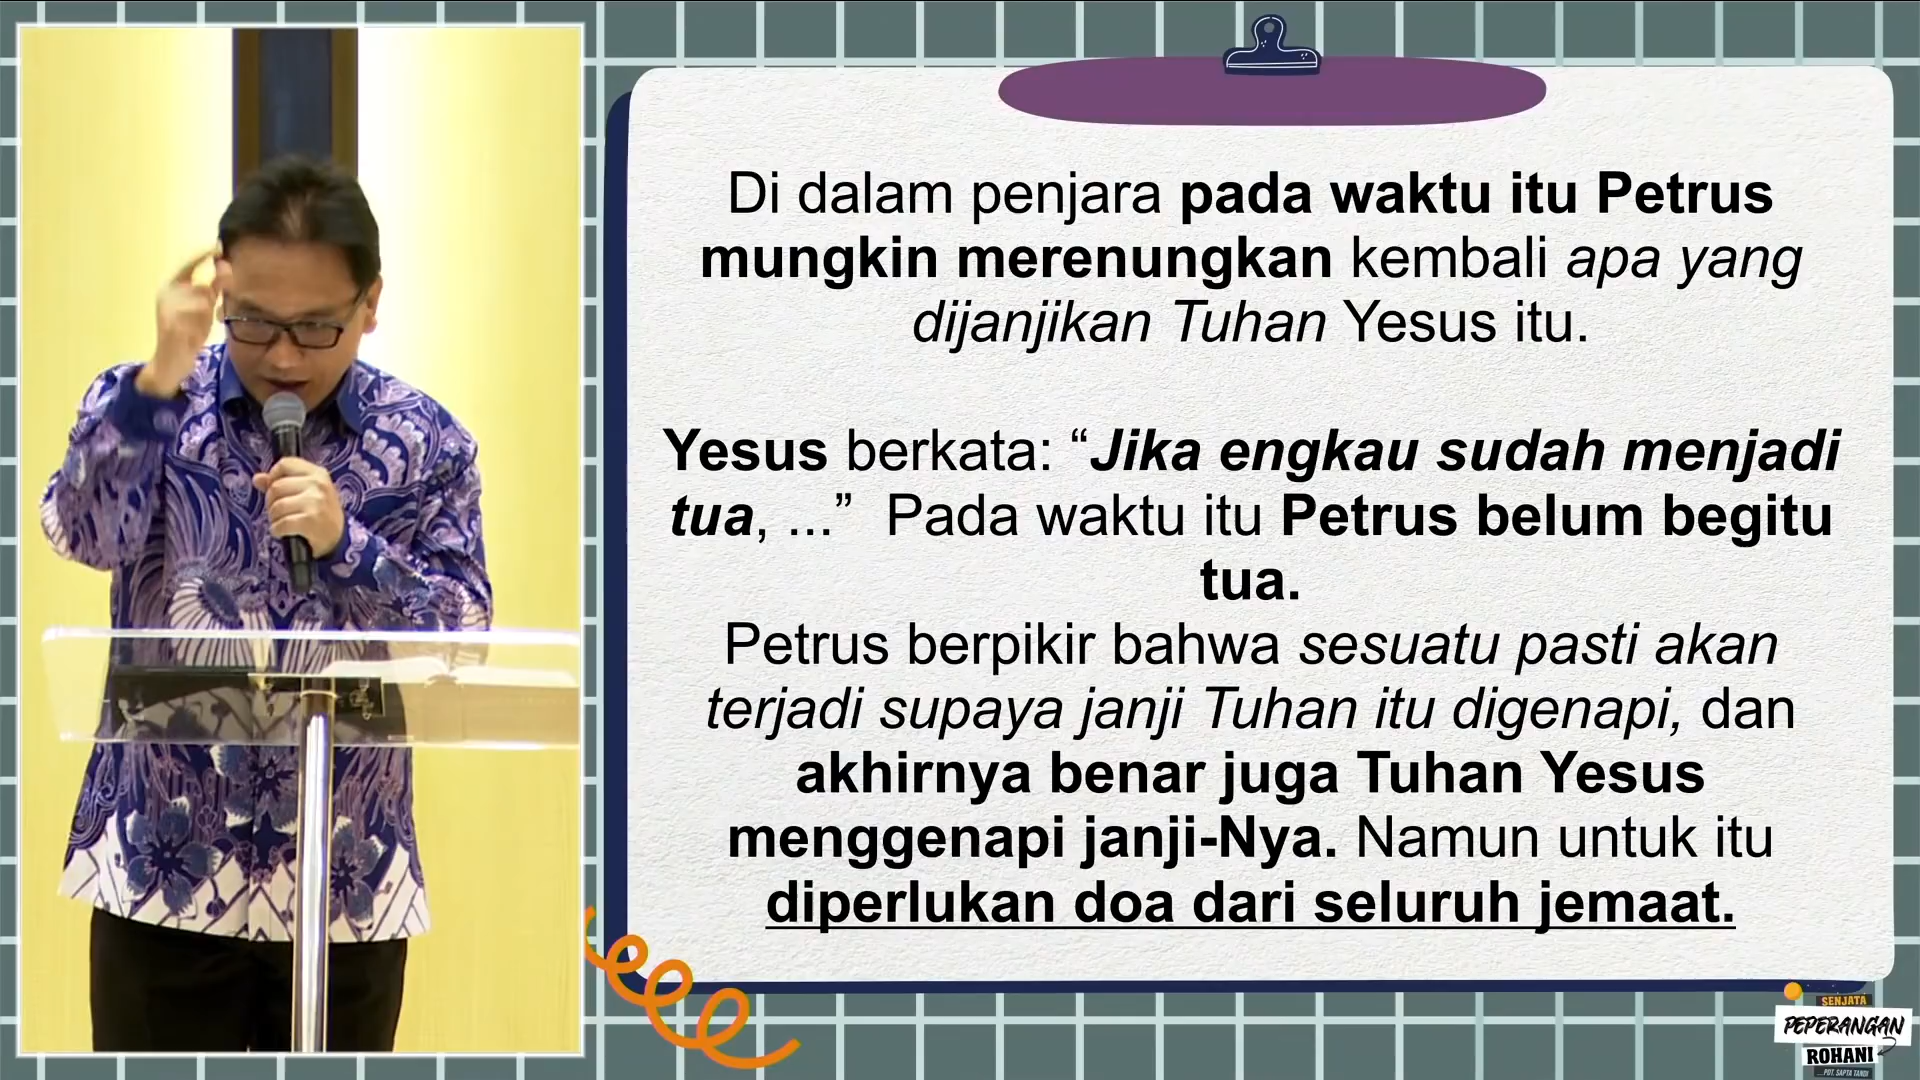 Di dalam penjara pada waktu itu Petrus
mungkin merenungkan kembali apa yang
dijanjikan Tuhan Yesus itu.
Yesus berkata: “Jika engkau sudah menjadi
tua, ...” Pada waktu itu Petrus belum begitu
tua.
Petrus berpikir bahwa sesuatu pasti akan
terjadi supaya janji Tuhan itu digenapi, dan
akhirnya benar juga Tuhan Yesus
menggenapi janji-Nya. Namun untuk itu
diperlukan doa dari seluruh jemaat.
SENJATA
PEPERANGAN
ROHANI
...PDT. SAPTA TANDI